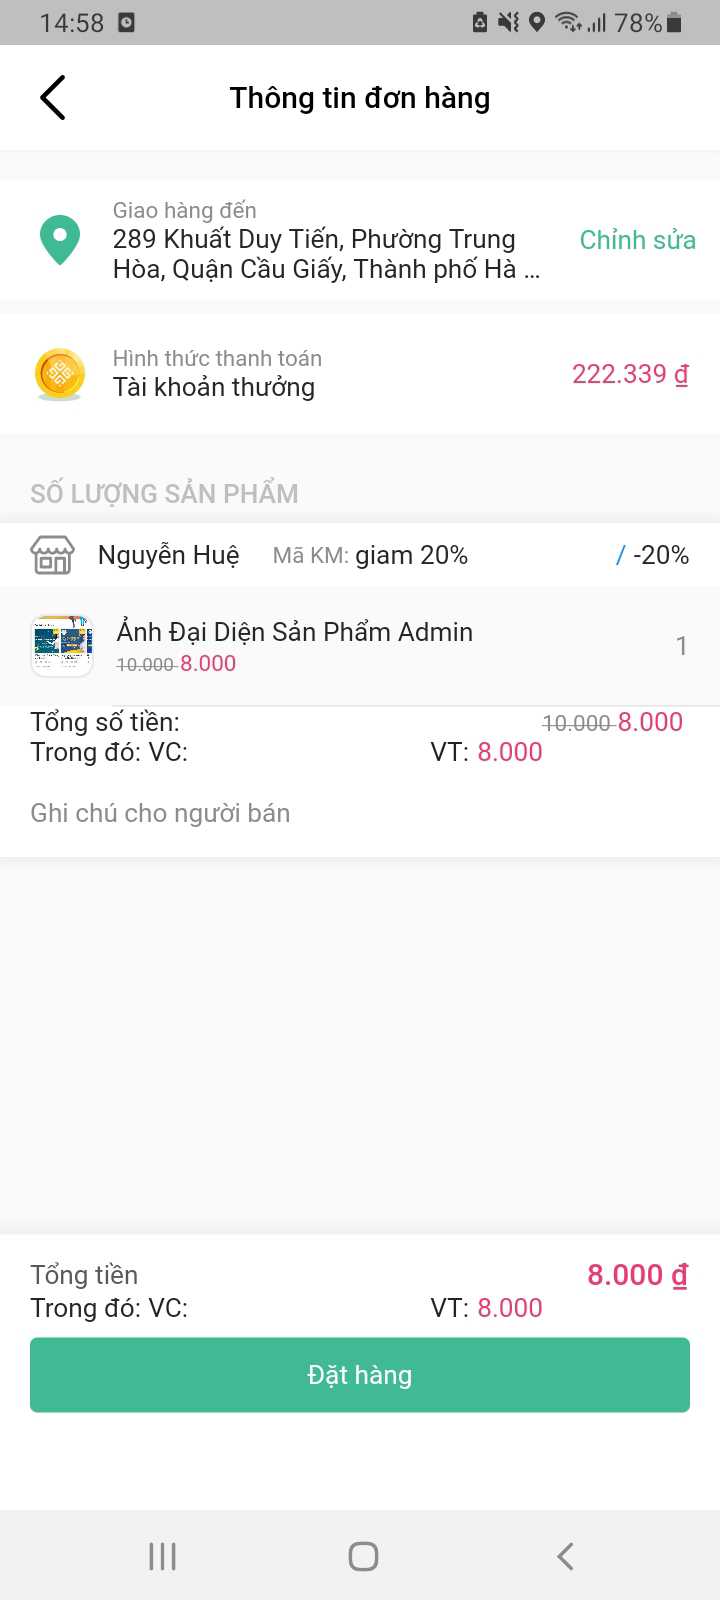 14:58
78%
Thông tin đơn hàng
Giao hàng đến
289 Khuất Duy Tiến, Phường Trung
Hòa, Quận Cầu Giấy, Thành phố Hà ...
Chỉnh sửa
Hình thức thanh toán
Tài khoản thưởng
222.339 ₫
SỐ LƯỢNG SẢN PHẨM
Nguyễn Huệ Mã KM: giam 20% / -20%
Ảnh Đại Diện Sản Phẩm Admin
10.000 8.000
1
Tổng số tiền: 10.000 8.000
Trong đó: VC: VT: 8.000
Ghi chú cho người bán
Tổng tiền 8.000 ₫
Trong đó: VC: VT: 8.000
Đặt hàng